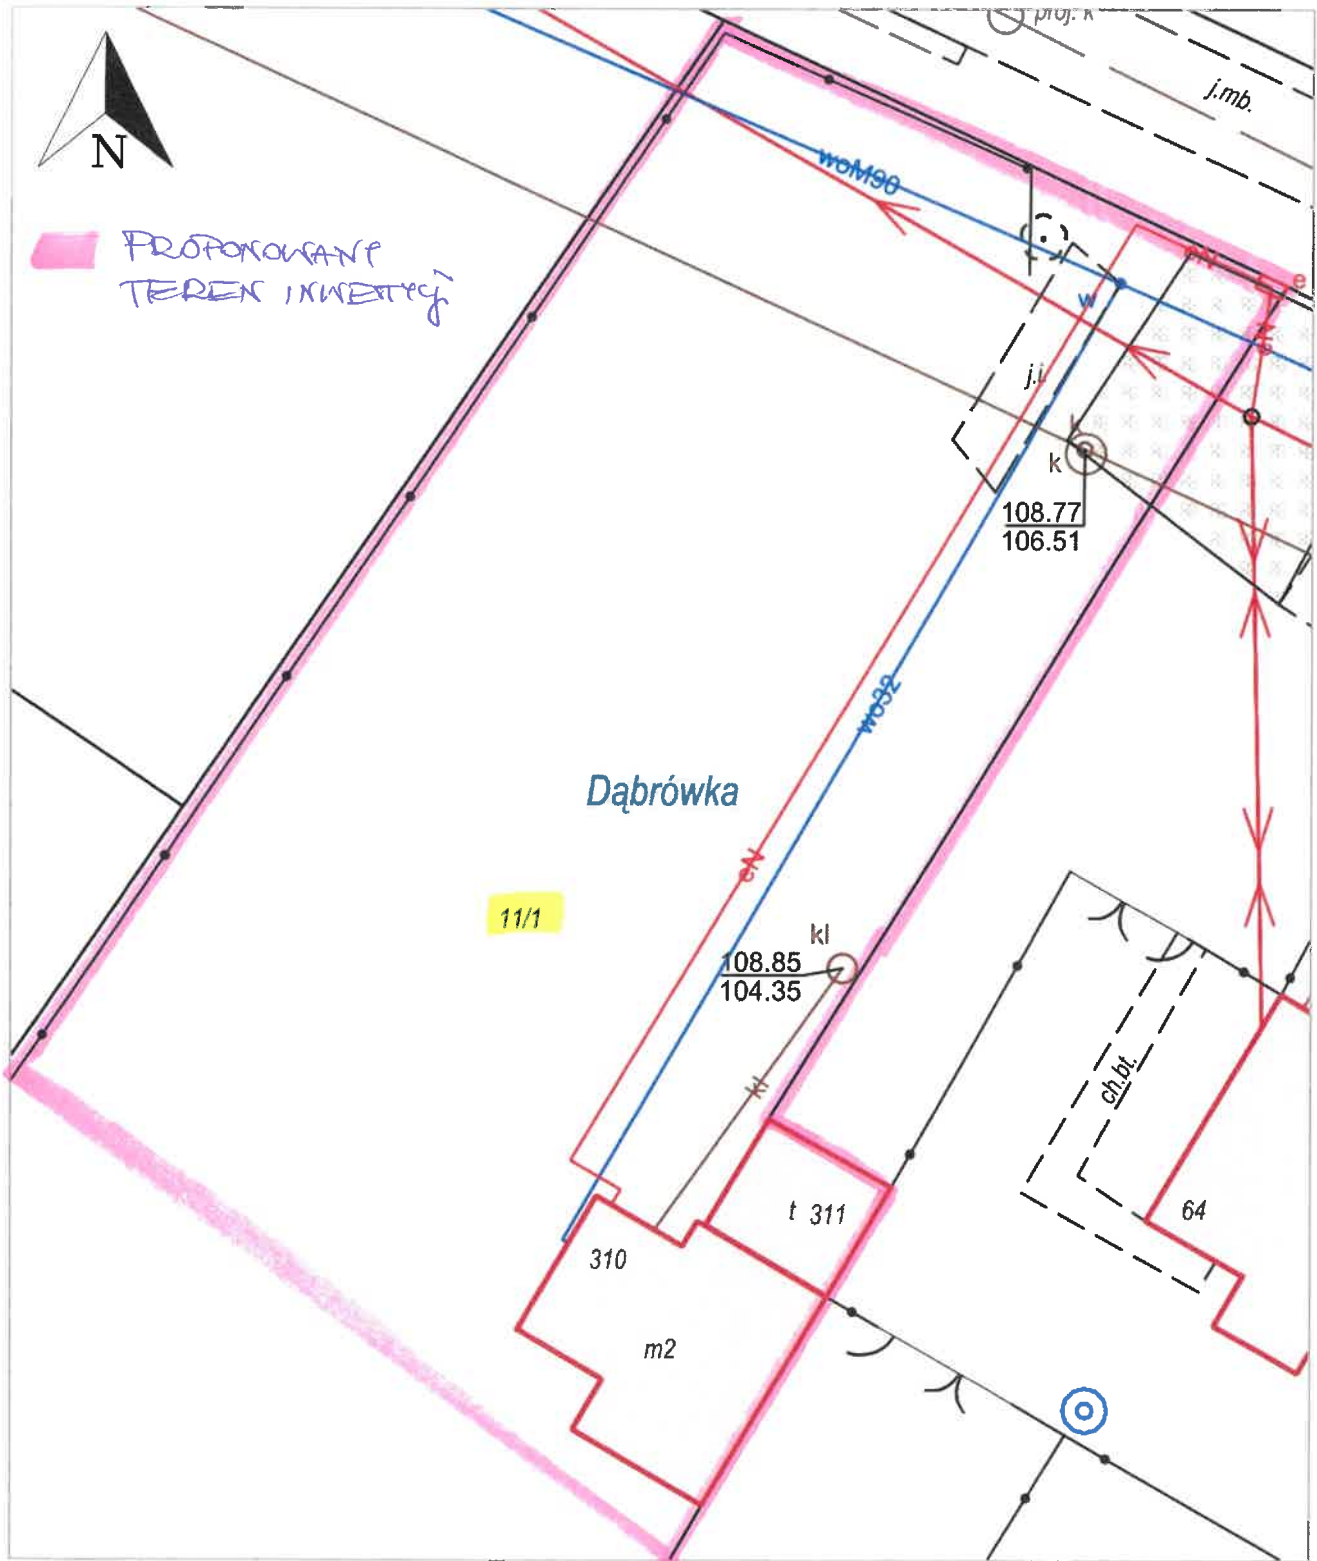 proj. k
j.mb.
N
woM90
PROPONOWANY
TEREN INWESTYCJI
eN
e
w
eN
j.i.
k
k
108.77
106.51
wo32
Dąbrówka
eN
11/1
kl
108.85
104.35
kl
ch.bt.
t 311
64
310
m2